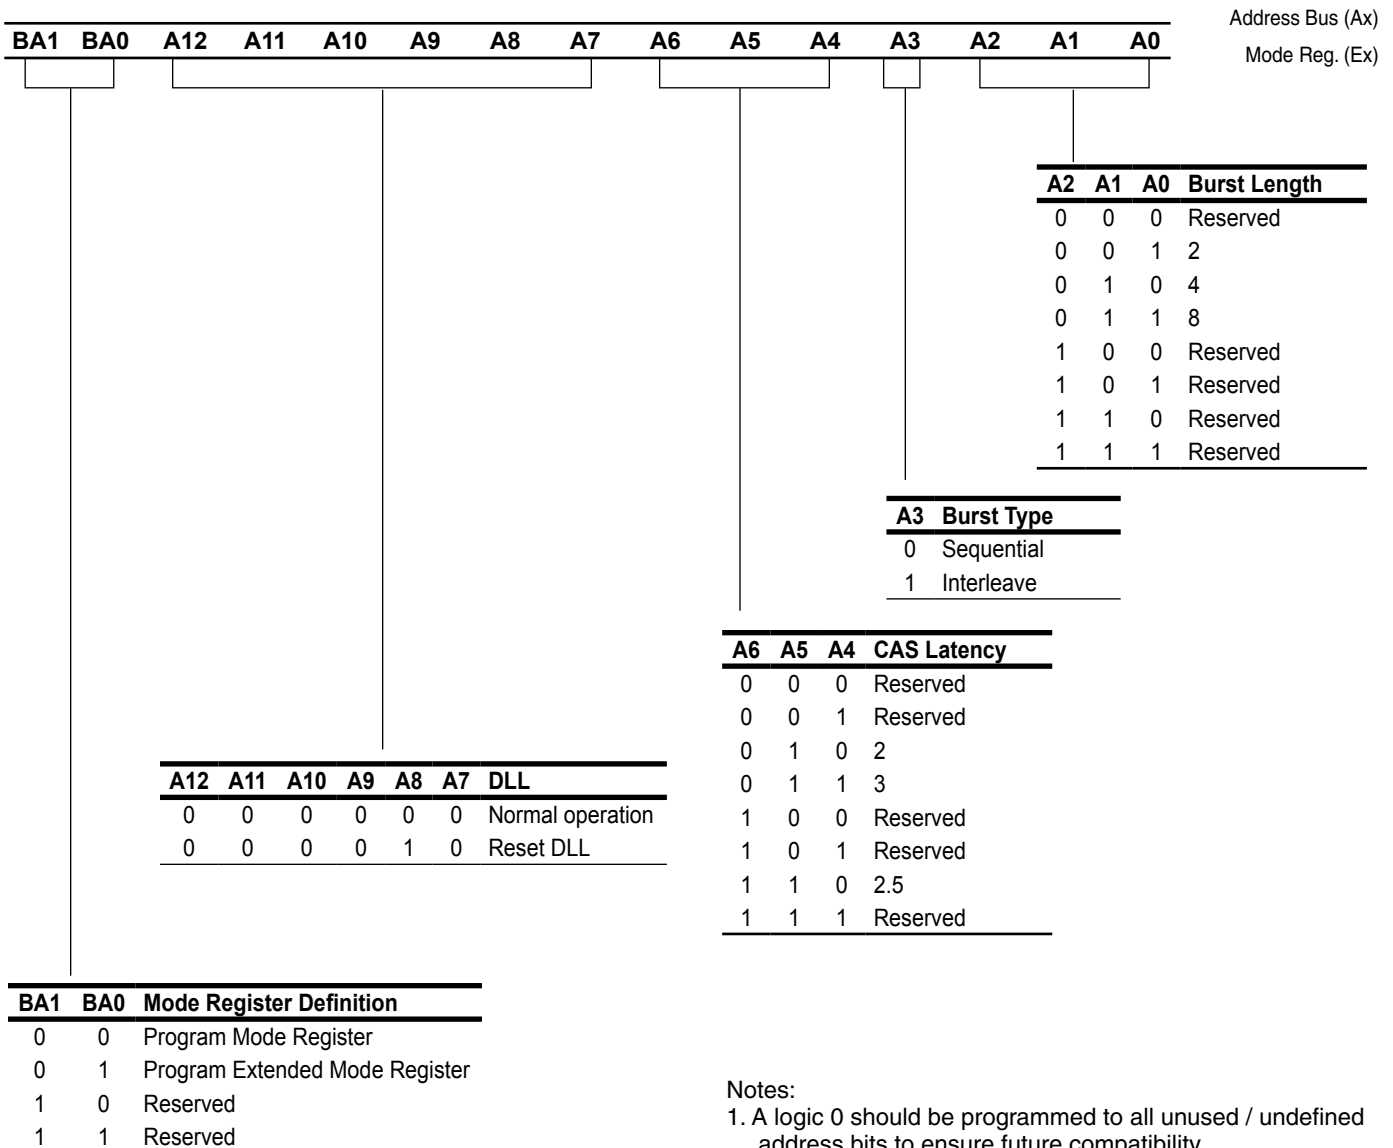 Address Bus (Ax)
BA1 BA0 A12 A11 A10 A9 A8 A7 A6 A5 A4 A3 A2 A1 A0
Mode Reg. (Ex)
A2 A1 A0 Burst Length
0 0 0 Reserved
0 0 1 2
0 1 0 4
0 1 1 8
1 0 0 Reserved
1 0 1 Reserved
1 1 0 Reserved
1 1 1 Reserved
A3 Burst Type
0 Sequential
1 Interleave
A6 A5 A4 CAS Latency
0 0 0 Reserved
0 0 1 Reserved
0 1 0 2
0 1 1 3
1 0 0 Reserved
1 0 1 Reserved
1 1 0 2.5
1 1 1 Reserved
A12 A11 A10 A9 A8 A7 DLL
0 0 0 0 0 0 Normal operation
0 0 0 0 1 0 Reset DLL
BA1 BA0 Mode Register Definition
0 0 Program Mode Register
0 1 Program Extended Mode Register
1 0 Reserved
1 1 Reserved
Notes:
1. A logic 0 should be programmed to all unused / undefined
address bits to ensure future compatibility